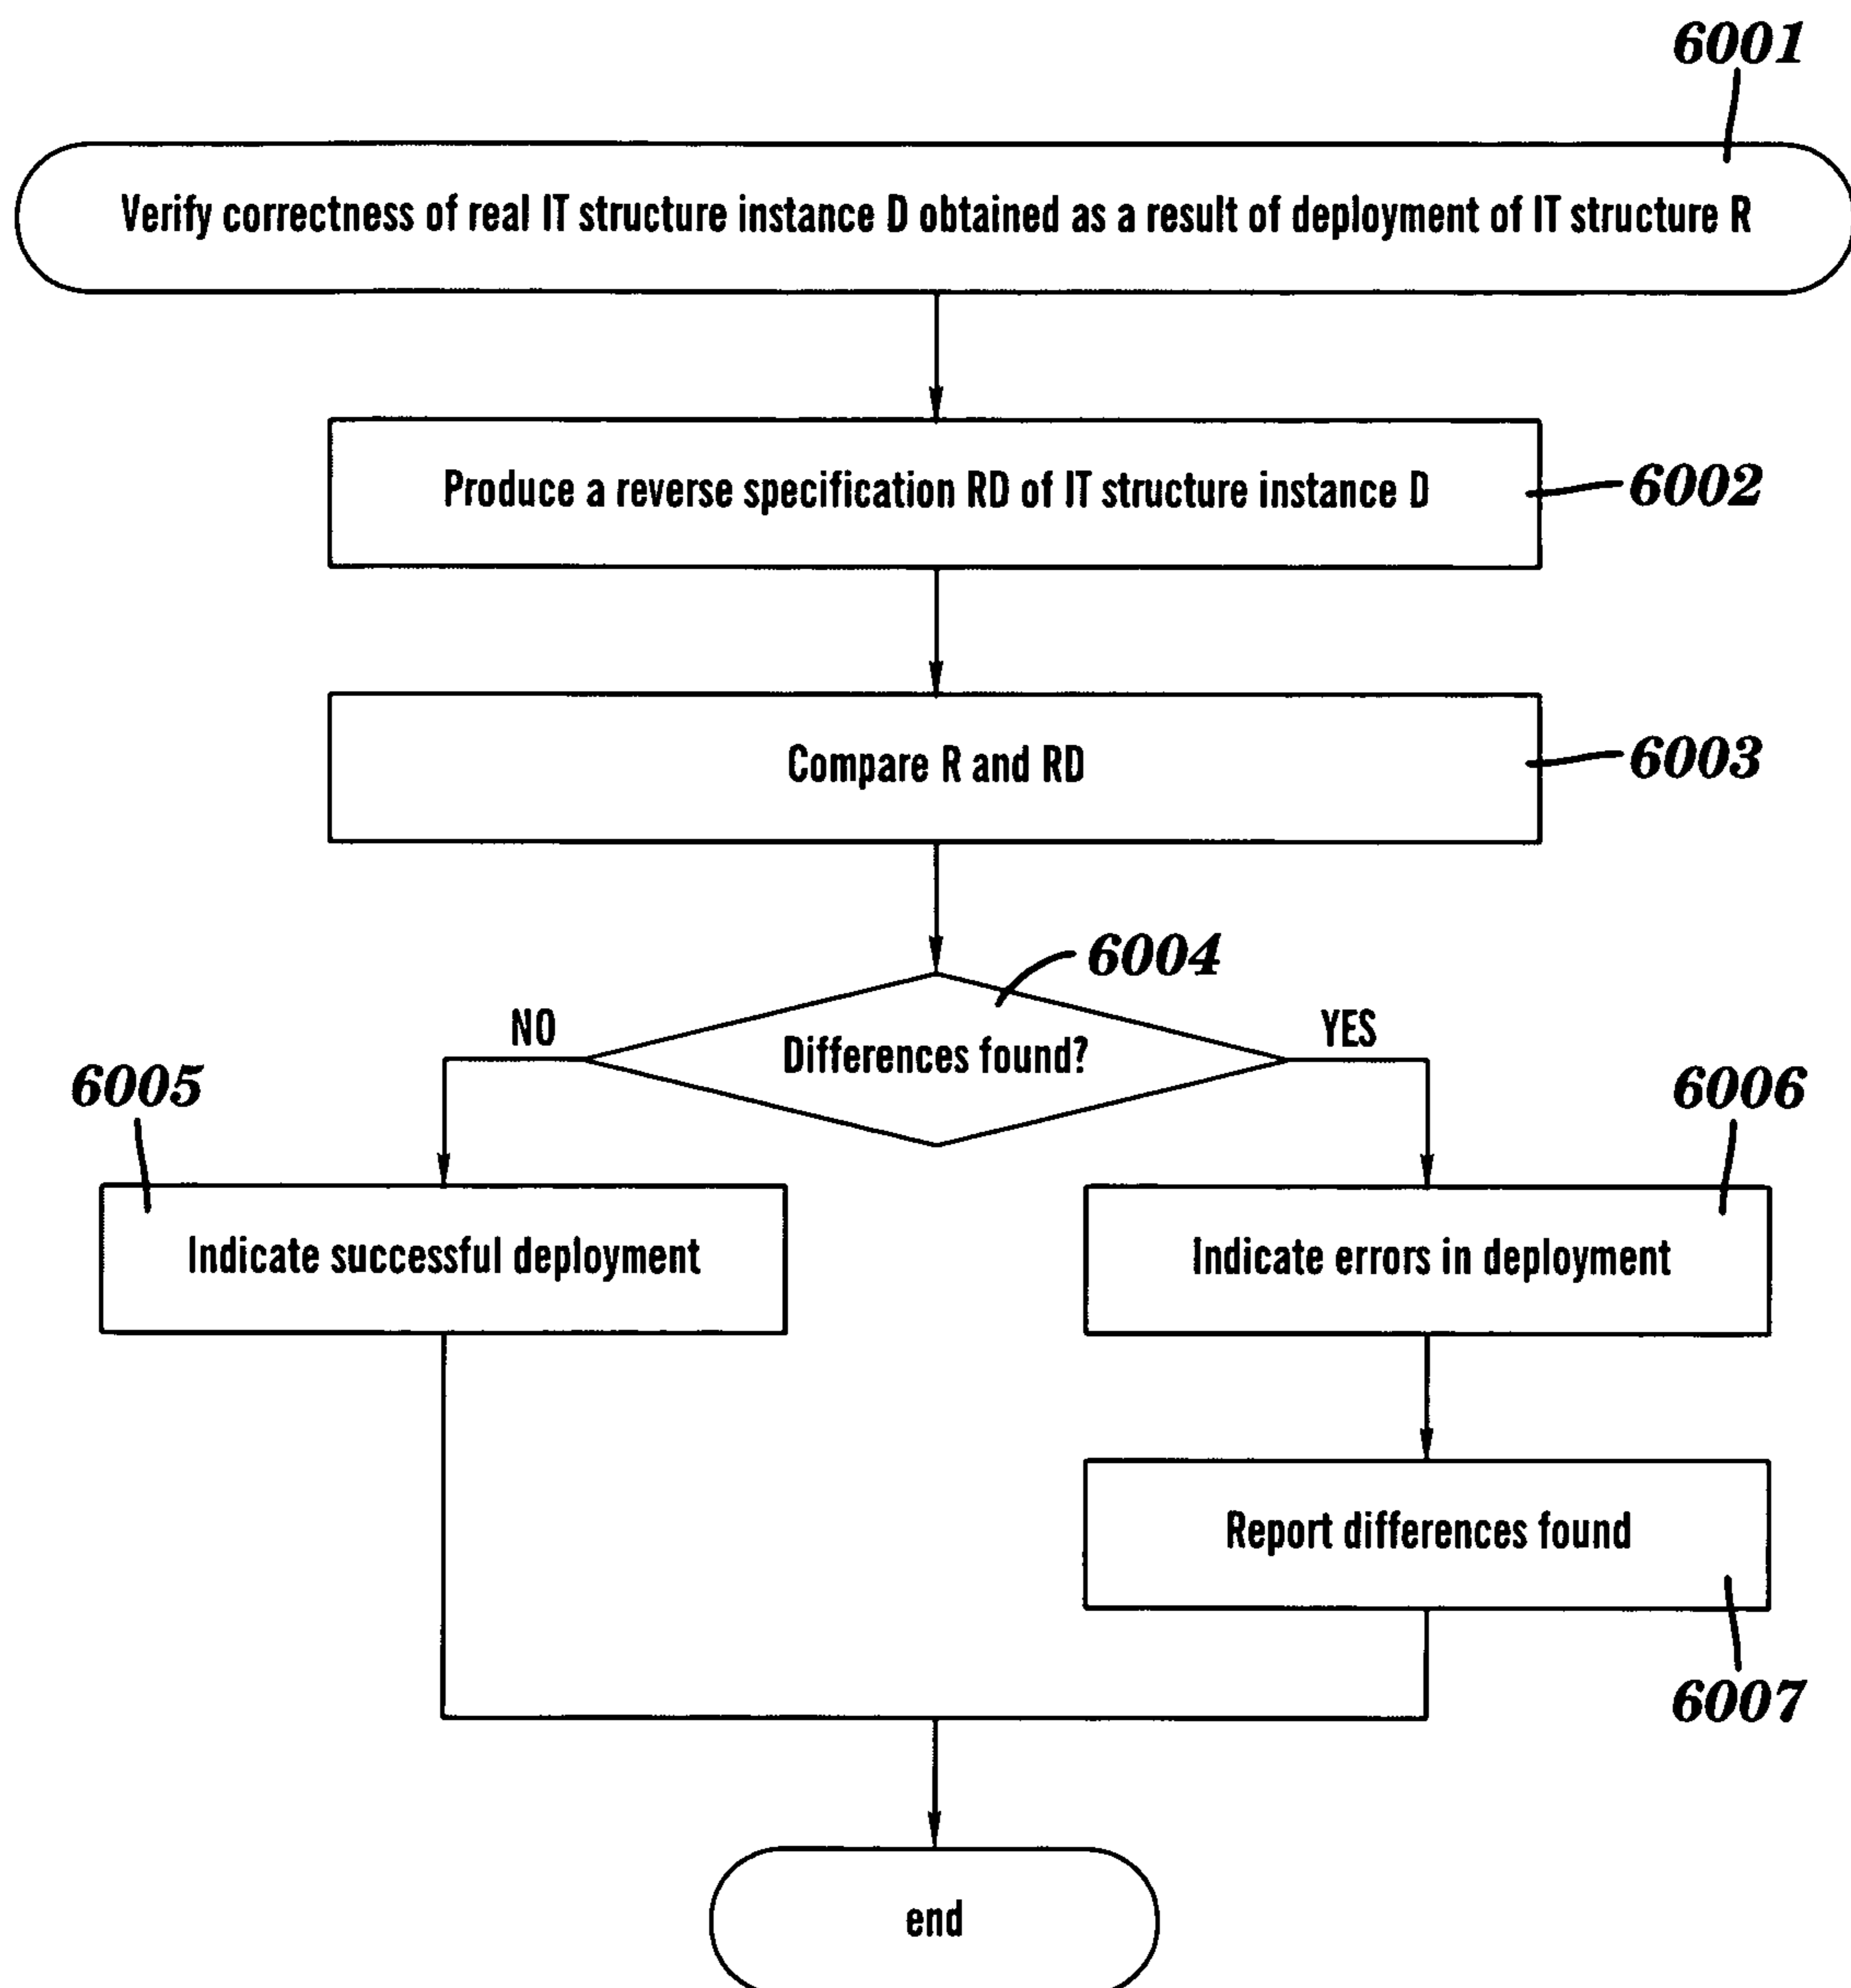 6001
Verify correctness of real IT structure instance D obtained as a result of deployment of IT structure R
Produce a reverse specification RD of IT structure instance D
6002
Compare R and RD
6003
6004
NO
Differences found?
YES
6005
6006
Indicate successful deployment
Indicate errors in deployment
Report differences found
6007
end